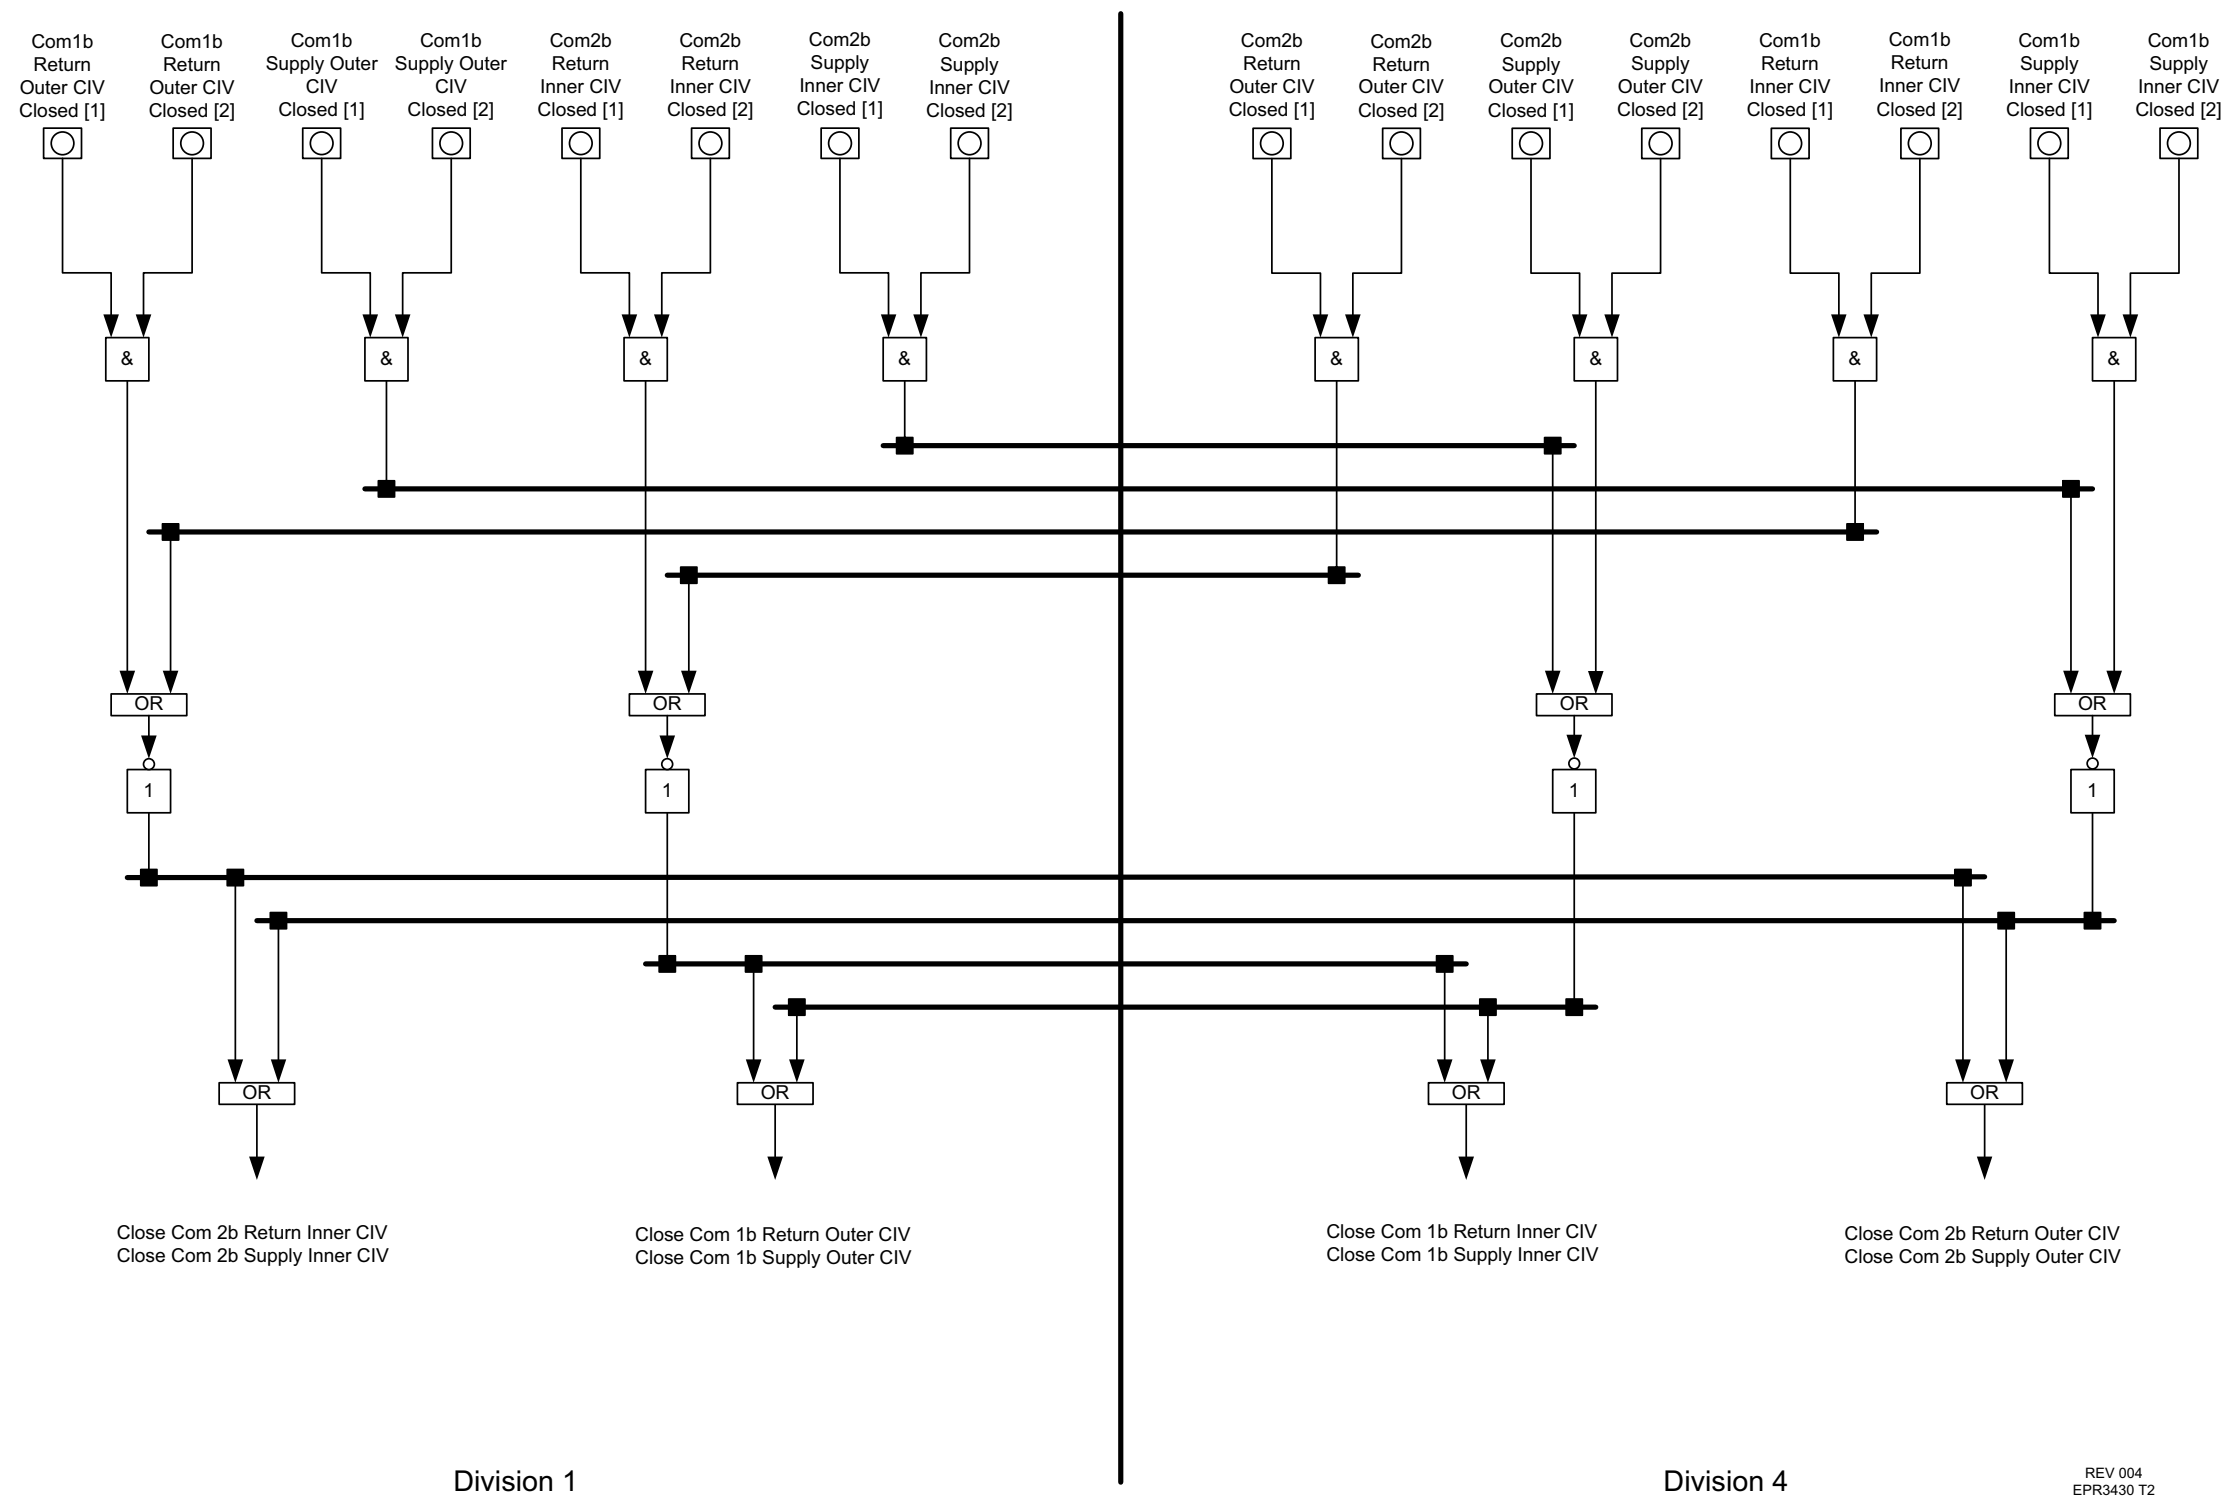 Com1b
Return
Outer CIV
Closed [1]
Com1b
Return
Outer CIV
Closed [2]
Com1b
Supply Outer
CIV
Closed [1]
Com1b
Supply Outer
CIV
Closed [2]
Com2b
Return
Inner CIV
Closed [1]
Com2b
Return
Inner CIV
Closed [2]
Com2b
Supply
Inner CIV
Closed [1]
Com2b
Supply
Inner CIV
Closed [2]
Com2b
Return
Outer CIV
Closed [1]
Com2b
Return
Outer CIV
Closed [2]
Com2b
Supply
Outer CIV
Closed [1]
Com2b
Supply
Outer CIV
Closed [2]
Com1b
Return
Inner CIV
Closed [1]
Com1b
Return
Inner CIV
Closed [2]
Com1b
Supply
Inner CIV
Closed [1]
Com1b
Supply
Inner CIV
Closed [2]
&
&
&
&
&
&
&
&
OR
OR
OR
OR
1
1
1
1
OR
OR
OR
OR
Close Com 2b Return Inner CIV
Close Com 2b Supply Inner CIV
Close Com 1b Return Outer CIV
Close Com 1b Supply Outer CIV
Close Com 1b Return Inner CIV
Close Com 1b Supply Inner CIV
Close Com 2b Return Outer CIV
Close Com 2b Supply Outer CIV
Division 1
Division 4
REV 004
EPR3430 T2